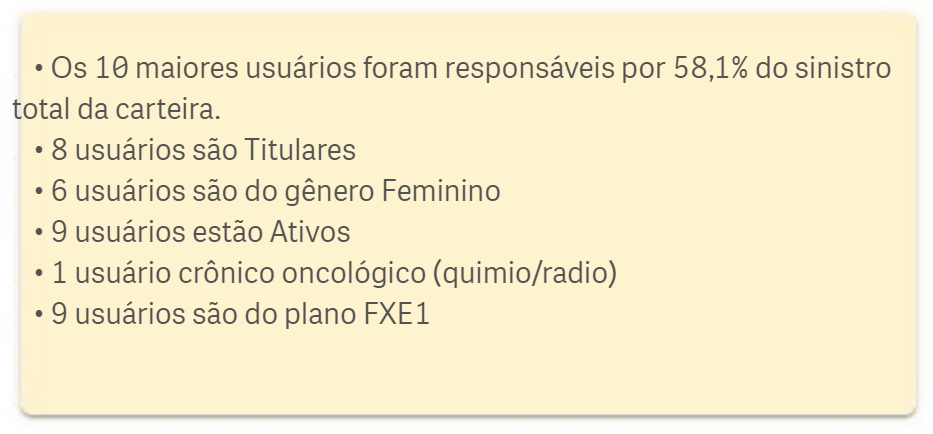 • Os 10 maiores usuários foram responsáveis por 58,1% do sinistro
total da carteira.
• 8 usuários são Titulares
• 6 usuários são do gênero Feminino
• 9 usuários estão Ativos
• 1 usuário crônico oncológico (quimio/radio)
• 9 usuários são do plano FXE1